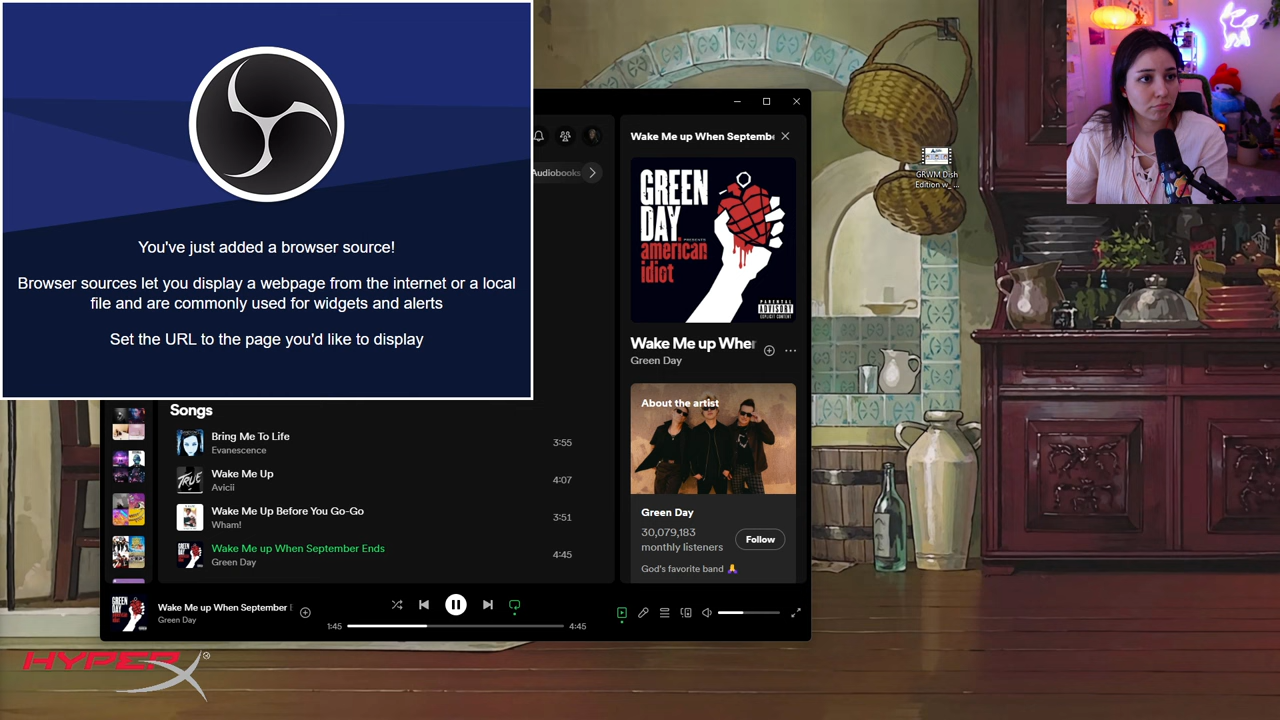 You've just added a browser source!
Browser sources let you display a webpage from the internet or a local
file and are commonly used for widgets and alerts
Set the URL to the page you'd like to display
Audiobooks
Wake Me up When Septemb
GREEN
DAY
PRESENTS
american
idiot
PARENTAL
ADVISORY
EXPLICIT CONTENT
Wake Me up Wher
Green Day
About the artist
Green Day
30,079,183
monthly listeners
Follow
God's favorite band 🙏
Songs
Bring Me To Life
Evanescence
3:55
TRUE
Wake Me Up
Avicii
4:07
Wake Me Up Before You Go-Go
Wham!
3:51
Wake Me up When September Ends
Green Day
4:45
Wake Me up When September
Green Day
1:45
4:45
GRWM Dish
Edition w_ ...
HYPERX